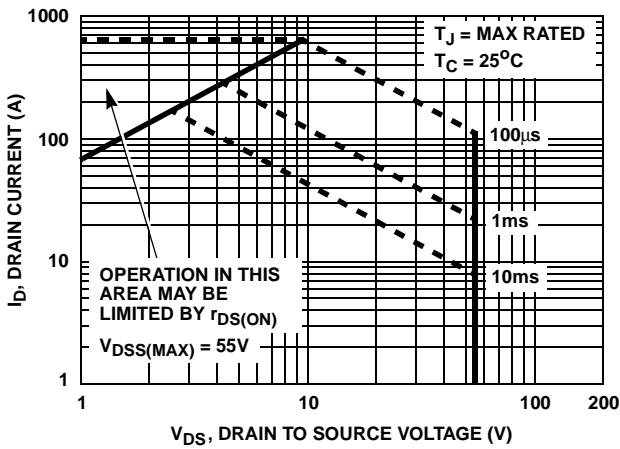 1000
100
10
1
I_D, DRAIN CURRENT (A)
T_J = MAX RATED
T_C = 25°C
100μs
1ms
10ms
OPERATION IN THIS
AREA MAY BE
LIMITED BY r_DS(ON)
V_DSS(MAX) = 55V
1
10
100
200
V_DS, DRAIN TO SOURCE VOLTAGE (V)